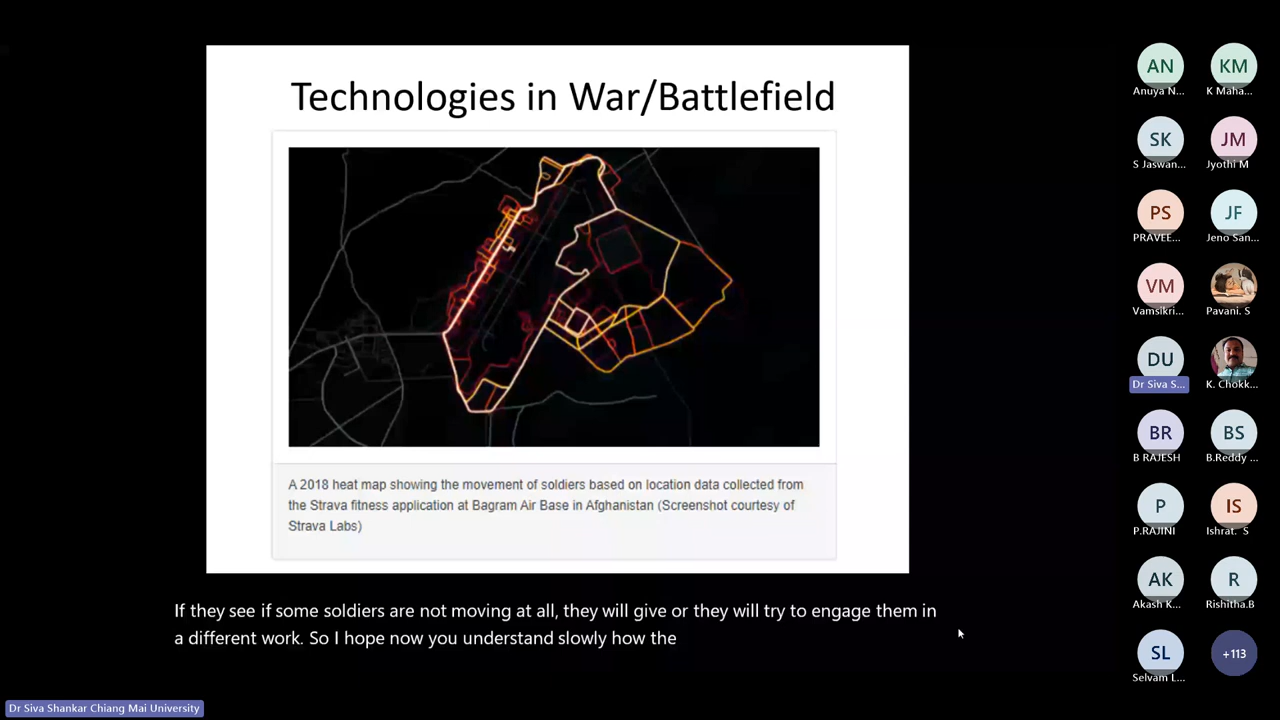 Technologies in War/Battlefield
A 2018 heat map showing the movement of soldiers based on location data collected from
the Strava fitness application at Bagram Air Base in Afghanistan (Screenshot courtesy of
Strava Labs)
If they see if some soldiers are not moving at all, they will give or they will try to engage them in
a different work. So I hope now you understand slowly how the
Dr Siva Shankar Chiang Mai University
AN
KM
Anuya N...
K Maha...
SK
JM
S Jaswan...
Jyothi M
PS
JF
PRAVEE...
Jeno San...
VM
Vamsikri...
Pavani. S
DU
Dr Siva S...
K. Chokk...
BR
BS
B RAJESH
B.Reddy ...
P
IS
P.RAJINI
Ishrat. S
AK
R
Akash K...
Rishitha.B
SL
+113
Selvam L...